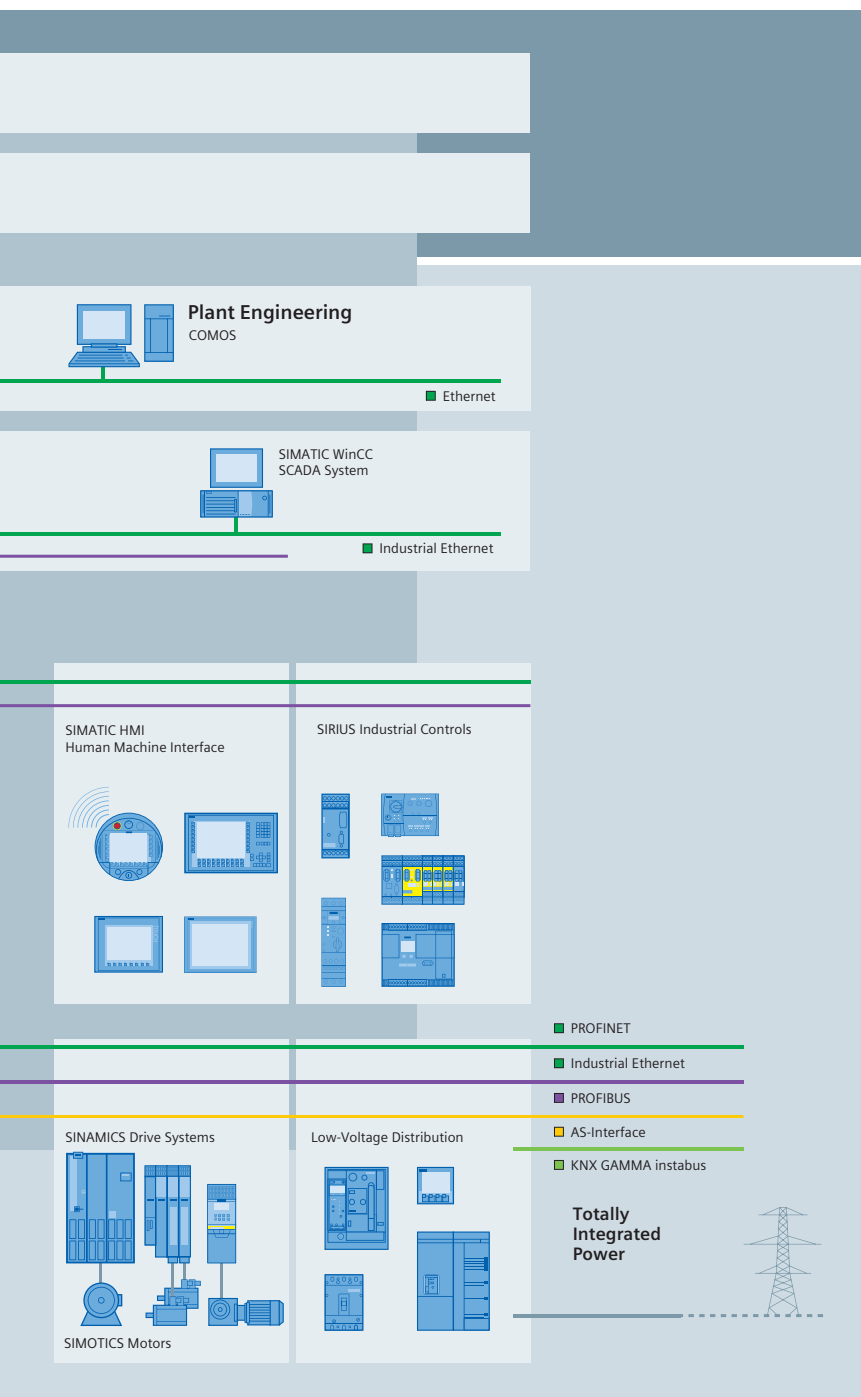 Plant Engineering
COMOS
Ethernet
SIMATIC WinCC
SCADA System
Industrial Ethernet
SIMATIC HMI
Human Machine Interface
SIRIUS Industrial Controls
PROFINET
Industrial Ethernet
PROFIBUS
AS-Interface
KNX GAMMA instabus
SINAMICS Drive Systems
Low-Voltage Distribution
Totally
Integrated
Power
SIMOTICS Motors